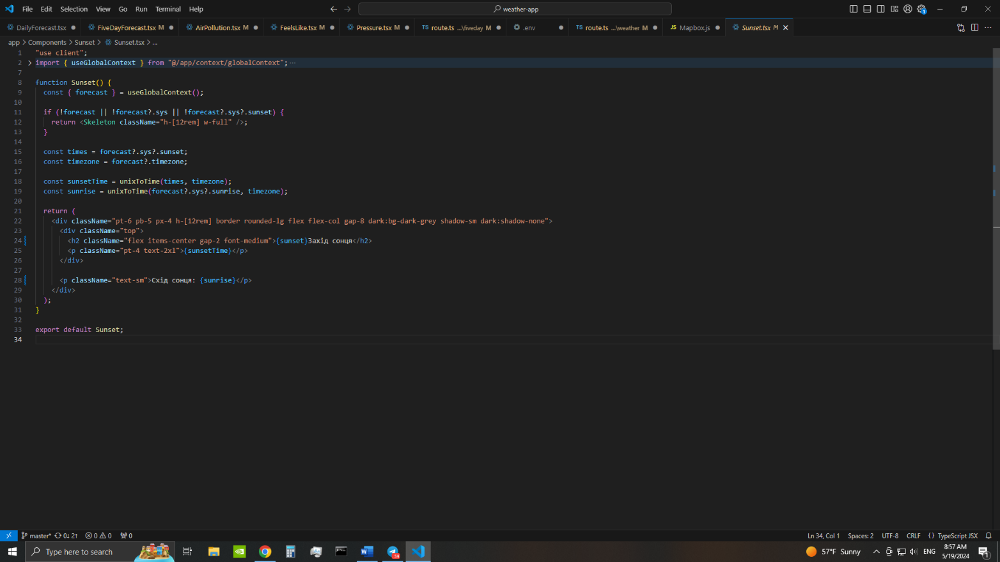 File Edit Selection View Go Run Terminal Help
weather-app
DailyForecast.tsx FiveDayForecast.tsx M AirPollution.tsx M FeelsLike.tsx M Pressure.tsx M TS route.ts ...\fiveday M .env TS route.ts ...\weather M JS Mapbox.js Sunset.tsx M
app > Components > Sunset > Sunset.tsx > ...
1 "use client";
2 import { useGlobalContext } from "@/app/context/globalContext"; ...
7
8 function Sunset() {
9 const { forecast } = useGlobalContext();
10
11 if (!forecast || !forecast?.sys || !forecast?.sys?.sunset) {
12 return <Skeleton className="h-[12rem] w-full" />;
13 }
14
15 const times = forecast?.sys?.sunset;
16 const timezone = forecast?.timezone;
17
18 const sunsetTime = unixToTime(times, timezone);
19 const sunrise = unixToTime(forecast?.sys?.sunrise, timezone);
20
21 return (
22 <div className="pt-6 pb-5 px-4 h-[12rem] border rounded-lg flex flex-col gap-8 dark:bg-dark-grey shadow-sm dark:shadow-none">
23 <div className="top">
24 <h2 className="flex items-center gap-2 font-medium">{sunset}Захід сонця</h2>
25 <p className="pt-4 text-2xl">{sunsetTime}</p>
26 </div>
27
28 <p className="text-sm">Схід сонця: {sunrise}</p>
29 </div>
30 );
31 }
32
33 export default Sunset;
34
master* 0↓ 2↑ 0 0 0 Ln 34, Col 1 Spaces: 2 UTF-8 CRLF { } TypeScript JSX
Type here to search 57°F Sunny ENG 8:57 AM
5/19/2024